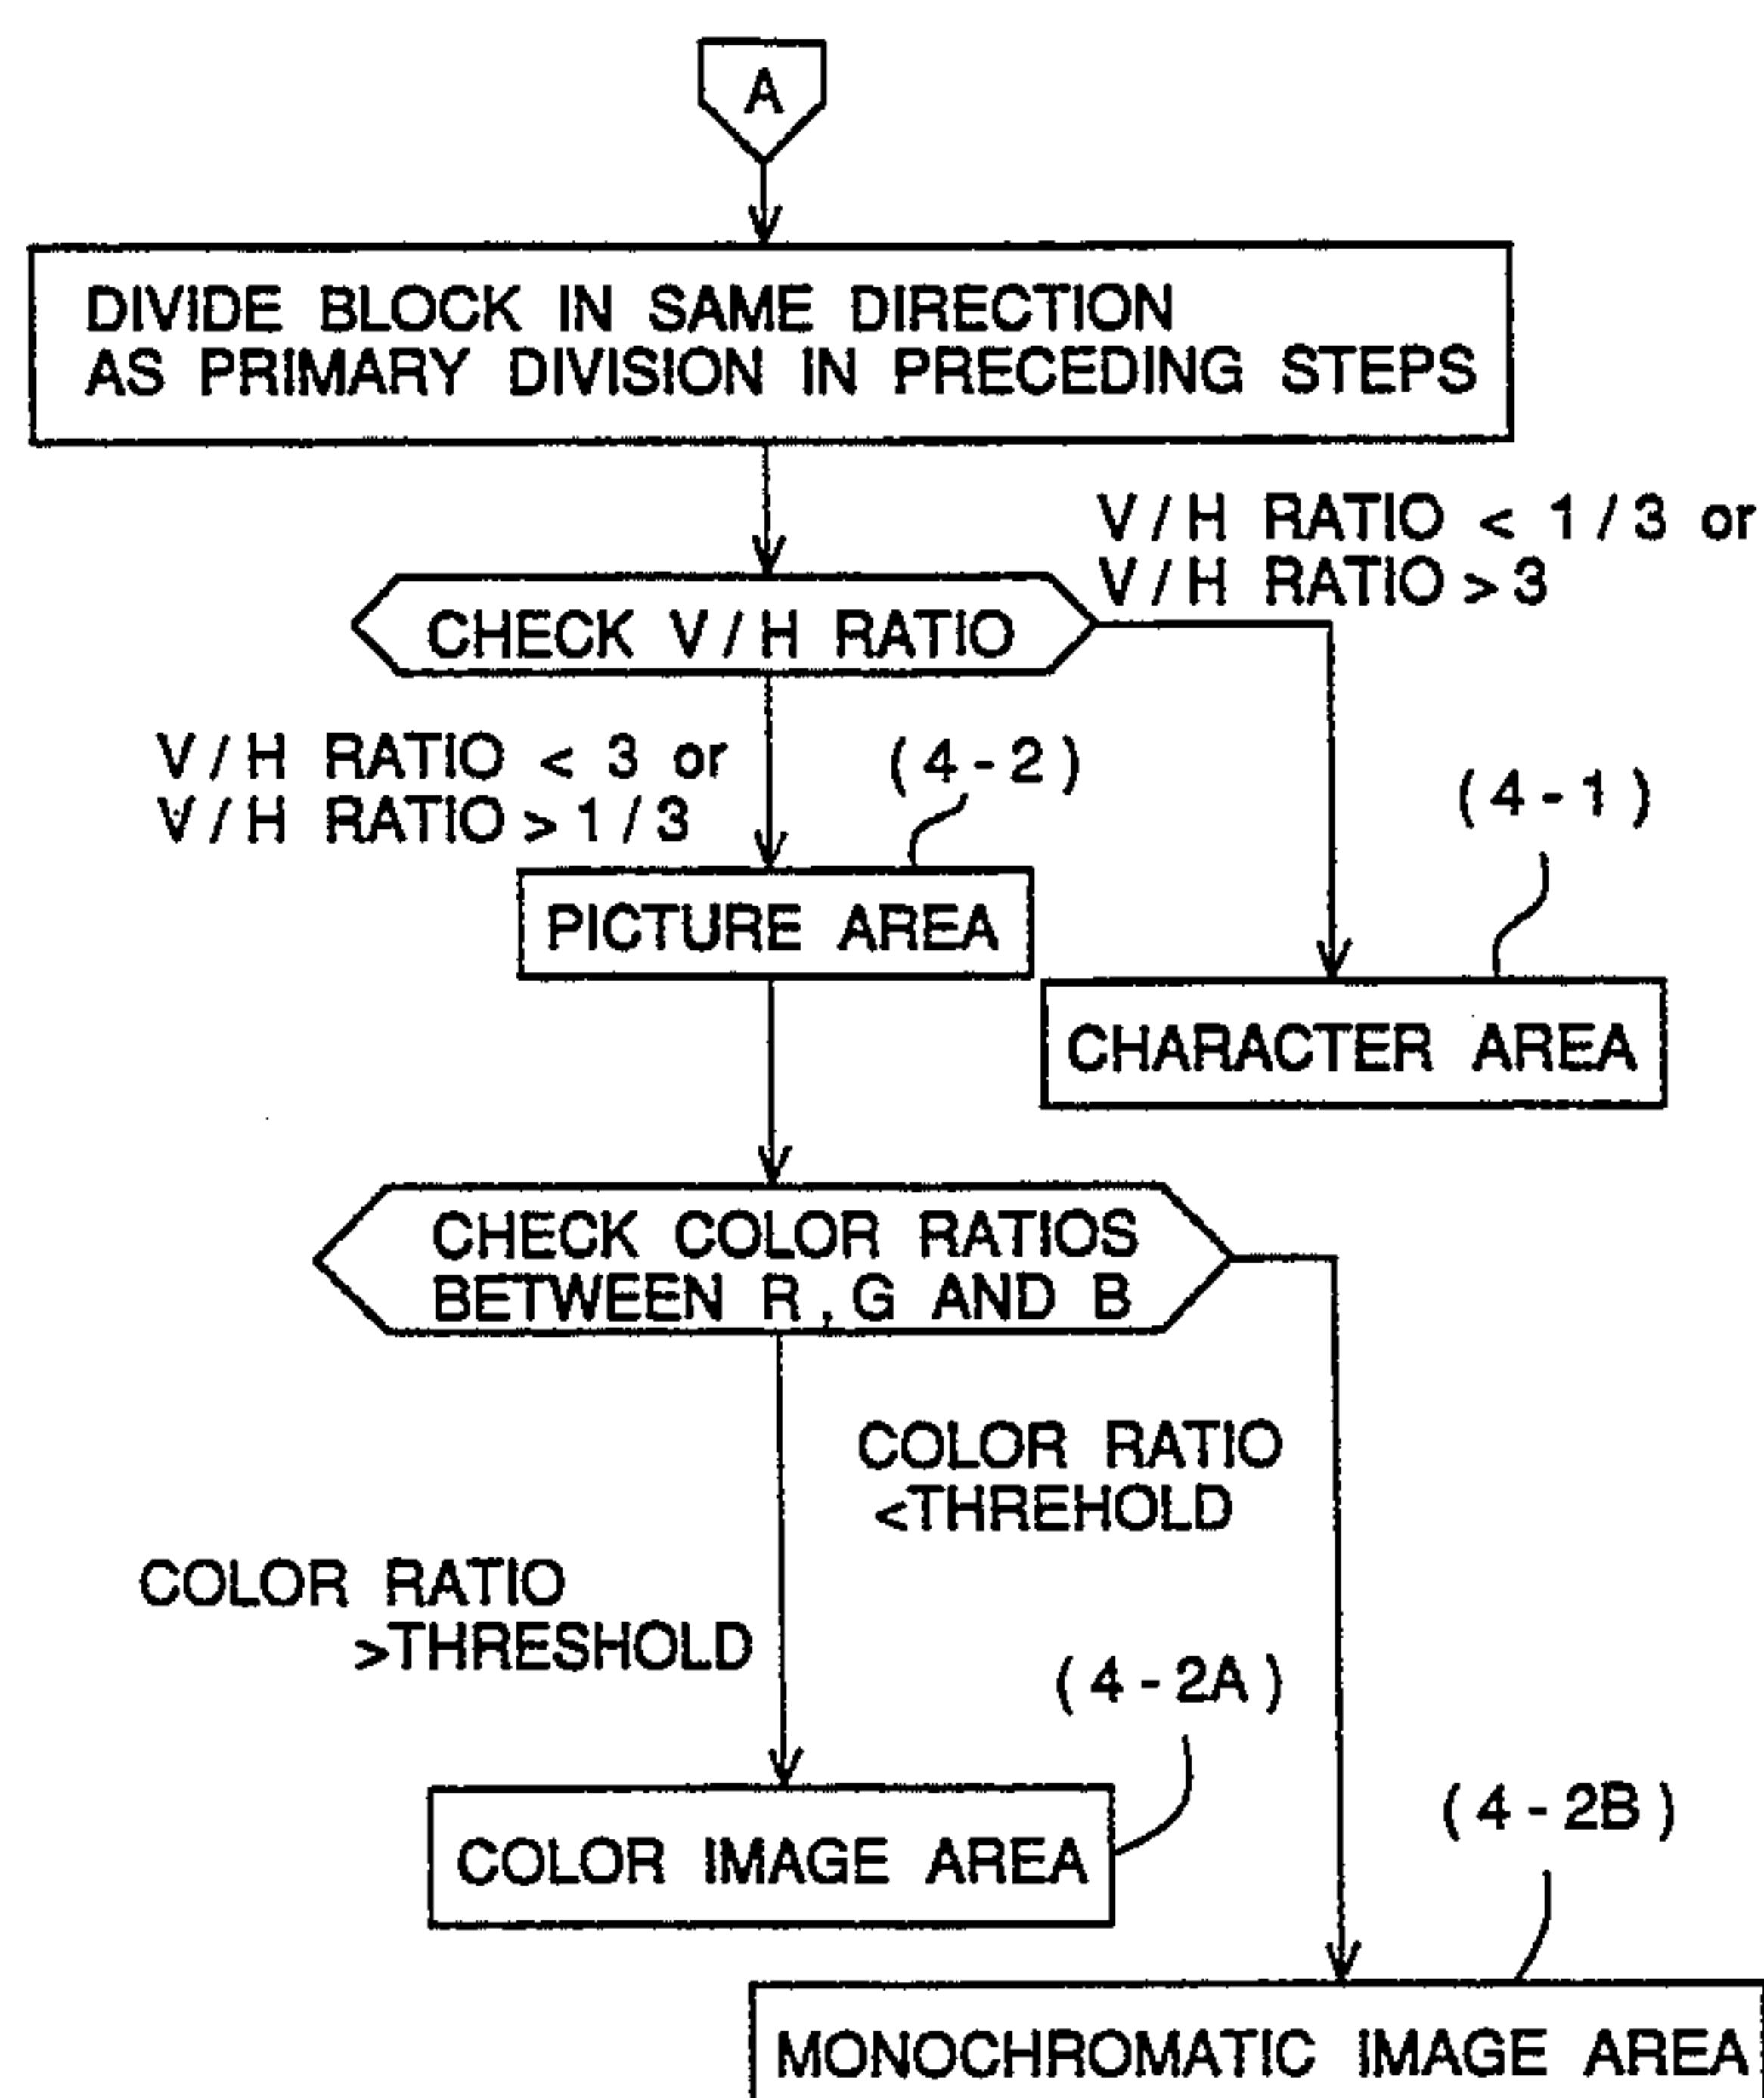 A
DIVIDE BLOCK IN SAME DIRECTION
AS PRIMARY DIVISION IN PRECEDING STEPS
V/H RATIO < 1/3 or
V/H RATIO > 3
CHECK V/H RATIO
V/H RATIO < 3 or
V/H RATIO > 1/3
(4-2)
(4-1)
PICTURE AREA
CHARACTER AREA
CHECK COLOR RATIOS
BETWEEN R,G AND B
COLOR RATIO
<THREHOLD
COLOR RATIO
>THRESHOLD
(4-2A)
COLOR IMAGE AREA
(4-2B)
MONOCHROMATIC IMAGE AREA